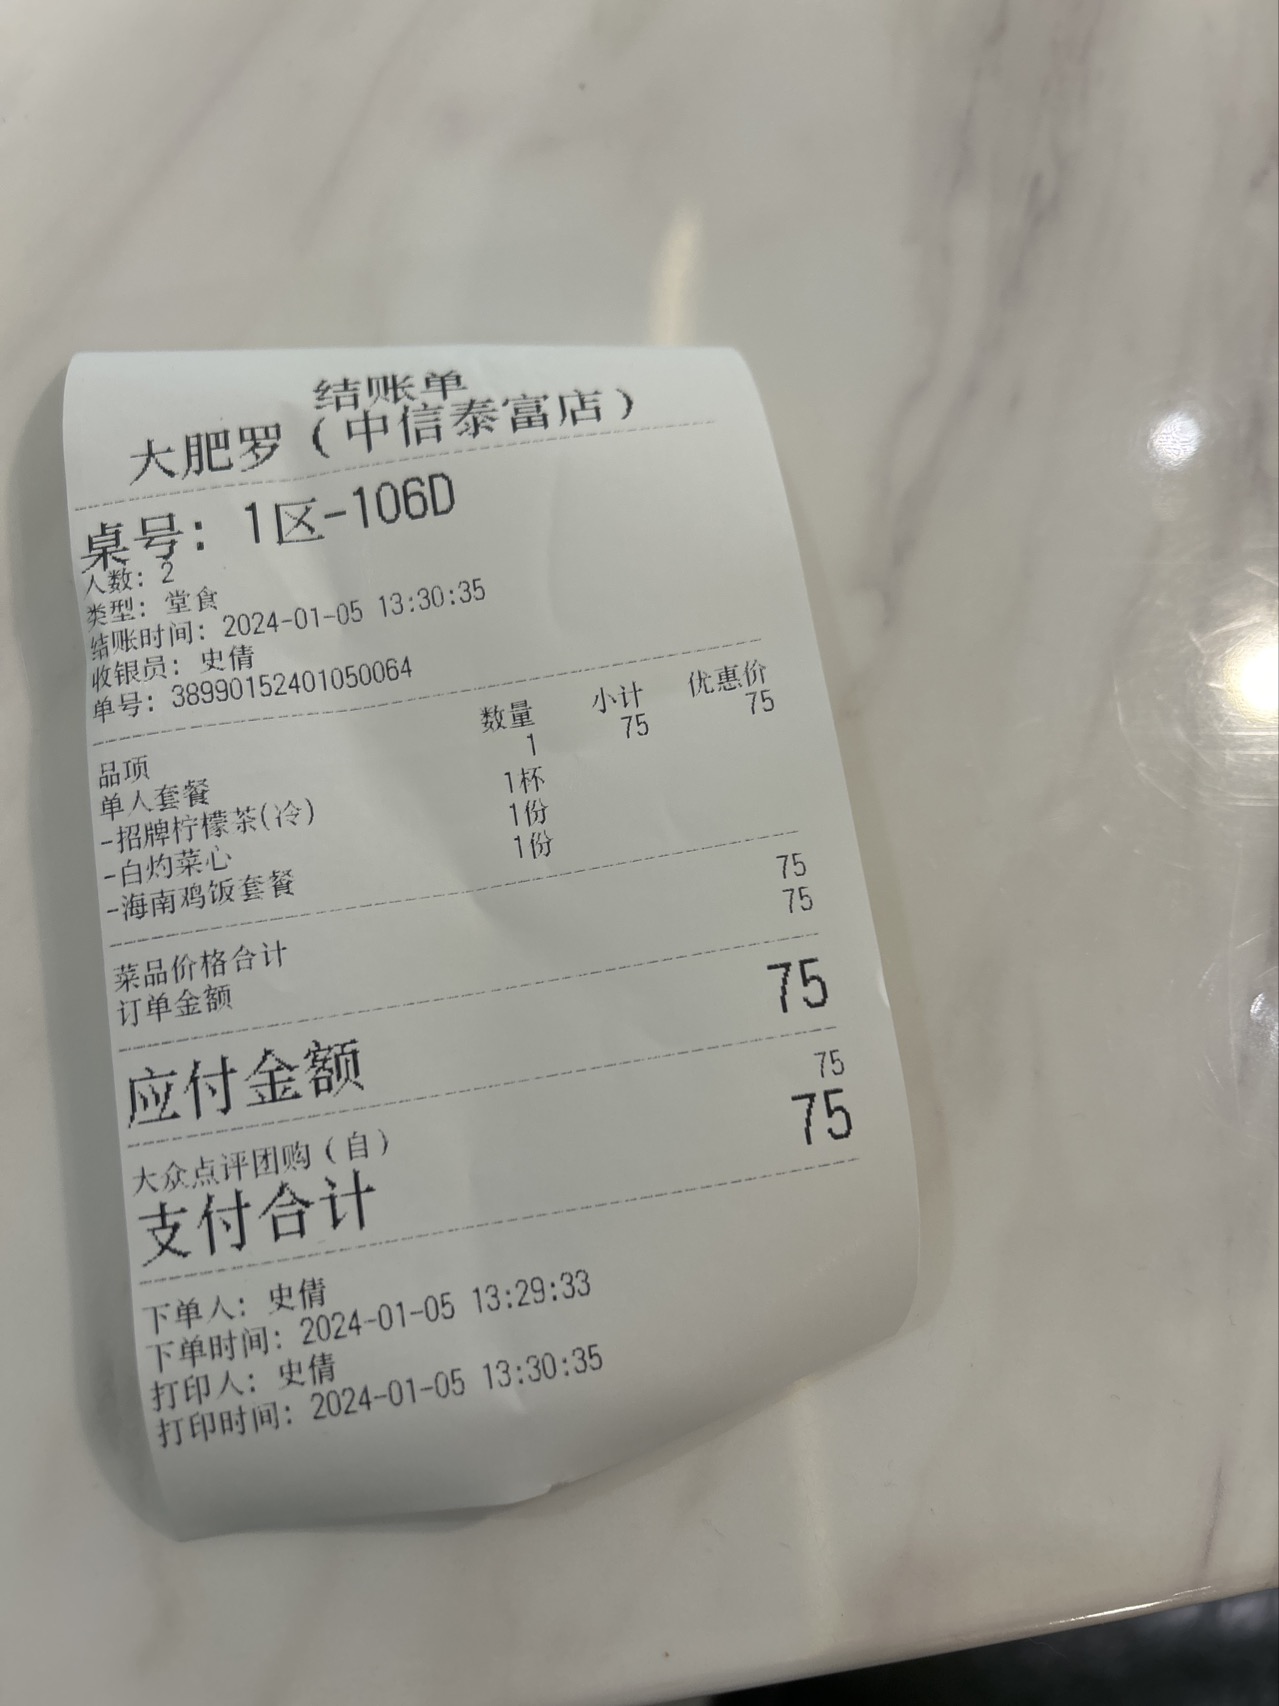 结账单
大肥罗（中信泰富店）
桌号：1区-106D
人数：2
类型：堂食
结账时间：2024-01-05 13:30:35
收银员：史倩
单号：38990152401050064
品项 数量 小计 优惠价
单人套餐 1 75 75
-招牌柠檬茶(冷) 1杯
-白灼菜心 1份
-海南鸡饭套餐 1份
菜品价格合计 75
订单金额 75
应付金额 75
大众点评团购（自） 75
支付合计 75
下单人：史倩
下单时间：2024-01-05 13:29:33
打印人：史倩
打印时间：2024-01-05 13:30:35